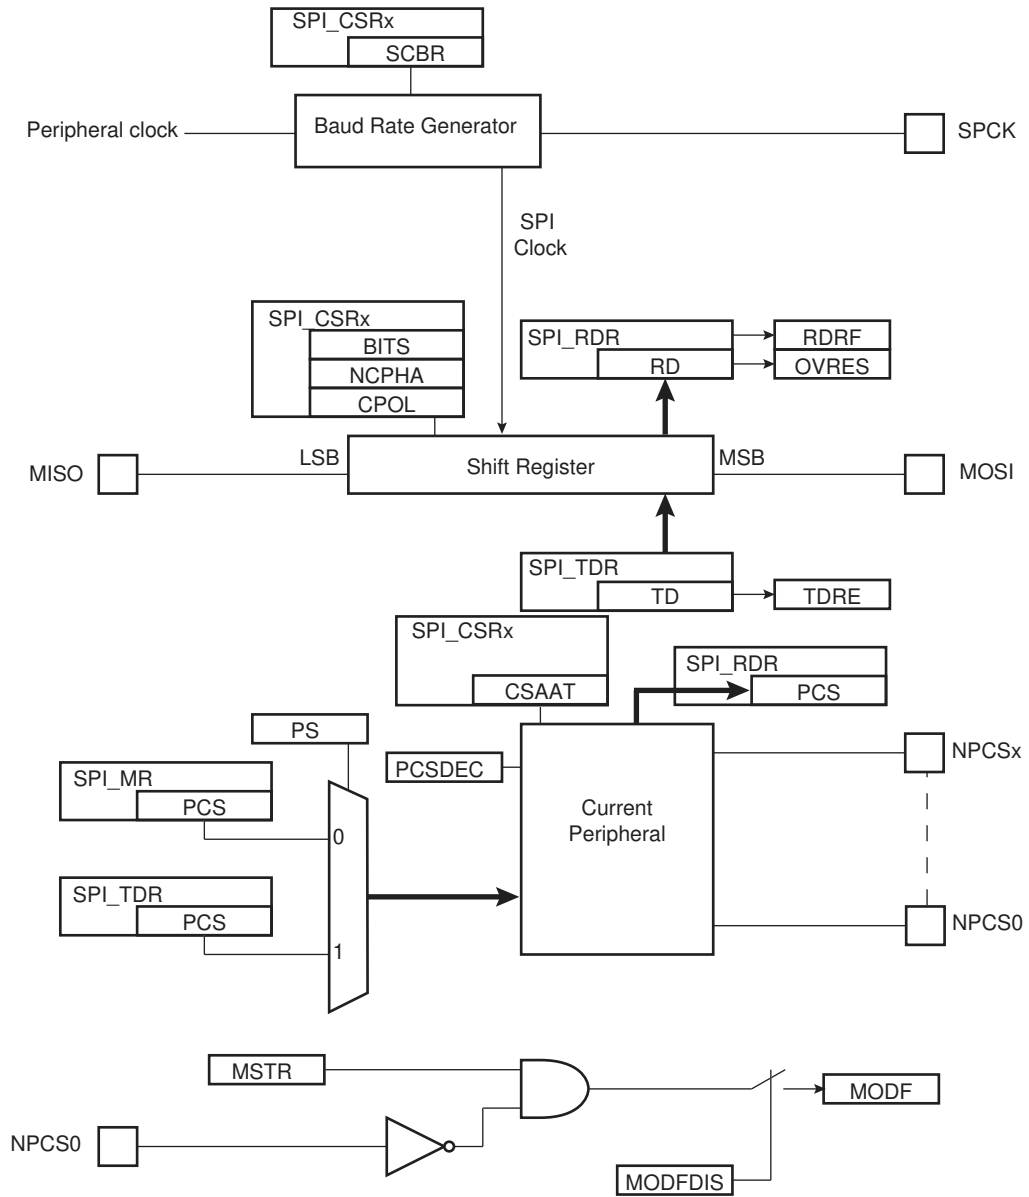 SPI_CSRx
SCBR
Peripheral clock
Baud Rate Generator
SPCK
SPI
Clock
SPI_CSRx
BITS
NCPHA
CPOL
SPI_RDR
RD
RDRF
OVRES
MISO
LSB
Shift Register
MSB
MOSI
SPI_TDR
TD
TDRE
SPI_CSRx
CSAAT
SPI_RDR
PCS
PS
PCSDEC
NPCSx
SPI_MR
PCS
0
Current
Peripheral
SPI_TDR
PCS
1
NPCS0
MSTR
MODF
NPCS0
MODFDIS